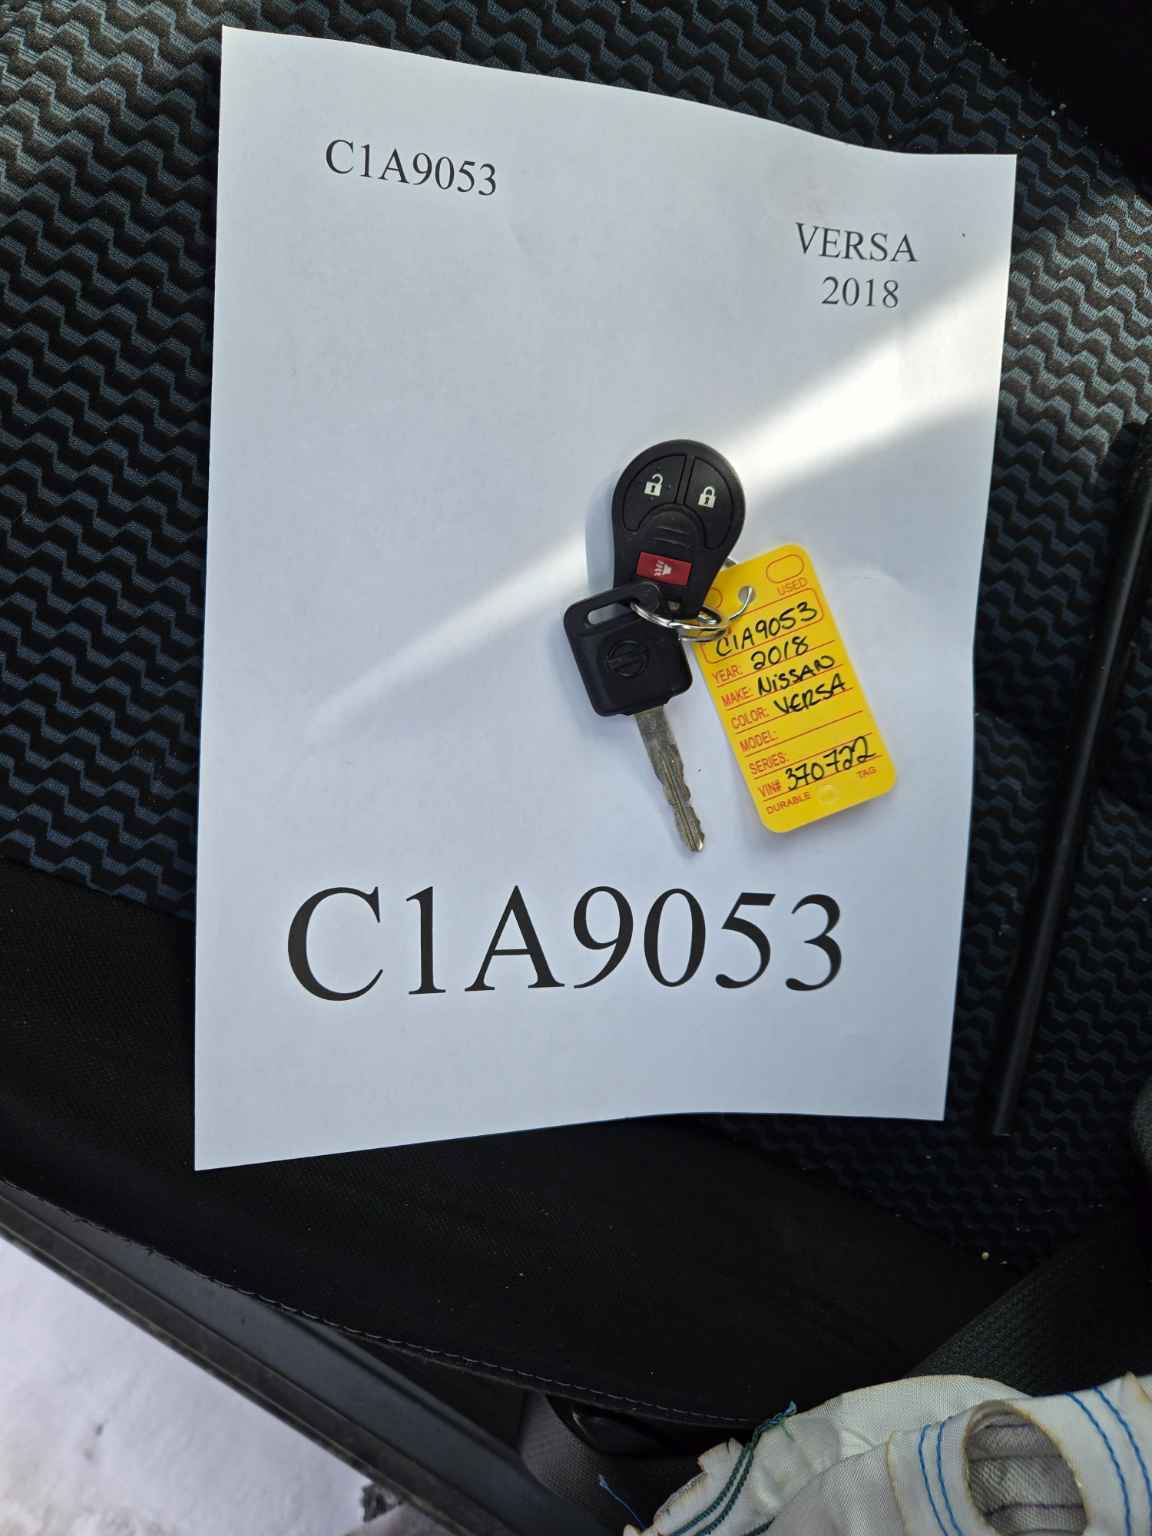 C1A9053
VERSA
2018
USED
C1A9053
YEAR: 2018
MAKE: NISSAN
COLOR: VERSA
MODEL:
SERIES:
VIN# 370722
DURABLE TAG
C1A9053